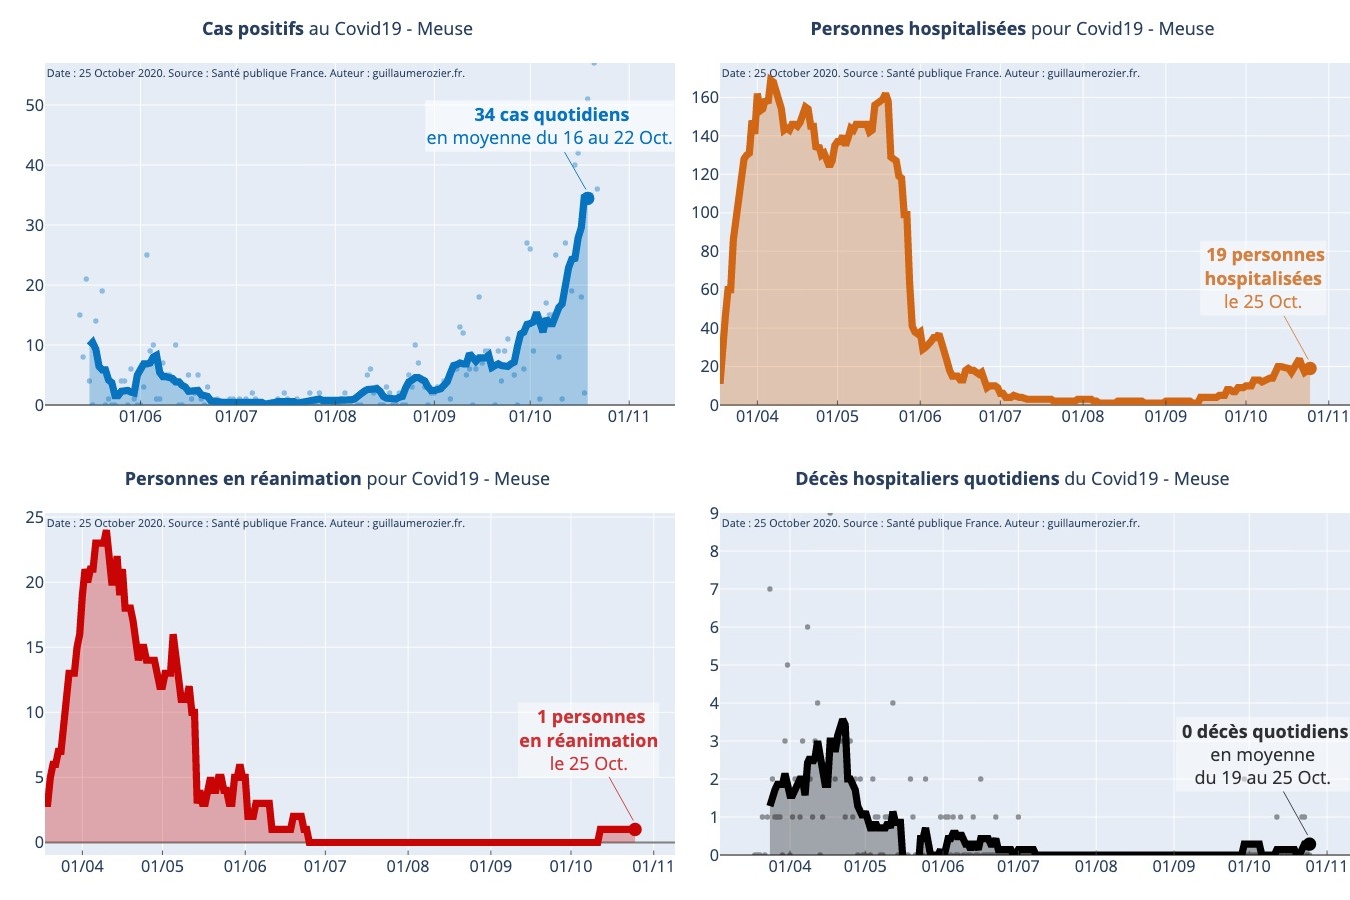 Cas positifs au Covid19 - Meuse
Date : 25 October 2020. Source : Santé publique France. Auteur : guillaumerozier.fr.
50
40
30
20
10
0
34 cas quotidiens
en moyenne du 16 au 22 Oct.
01/06 01/07 01/08 01/09 01/10 01/11
Personnes hospitalisées pour Covid19 - Meuse
Date : 25 October 2020. Source : Santé publique France. Auteur : guillaumerozier.fr.
160
140
120
100
80
60
40
20
0
19 personnes
hospitalisées
le 25 Oct.
01/04 01/05 01/06 01/07 01/08 01/09 01/10 01/11
Personnes en réanimation pour Covid19 - Meuse
Date : 25 October 2020. Source : Santé publique France. Auteur : guillaumerozier.fr.
25
20
15
10
5
0
1 personnes
en réanimation
le 25 Oct.
01/04 01/05 01/06 01/07 01/08 01/09 01/10 01/11
Décès hospitaliers quotidiens du Covid19 - Meuse
Date : 25 October 2020. Source : Santé publique France. Auteur : guillaumerozier.fr.
9
8
7
6
5
4
3
2
1
0
0 décès quotidiens
en moyenne
du 19 au 25 Oct.
01/04 01/05 01/06 01/07 01/08 01/09 01/10 01/11